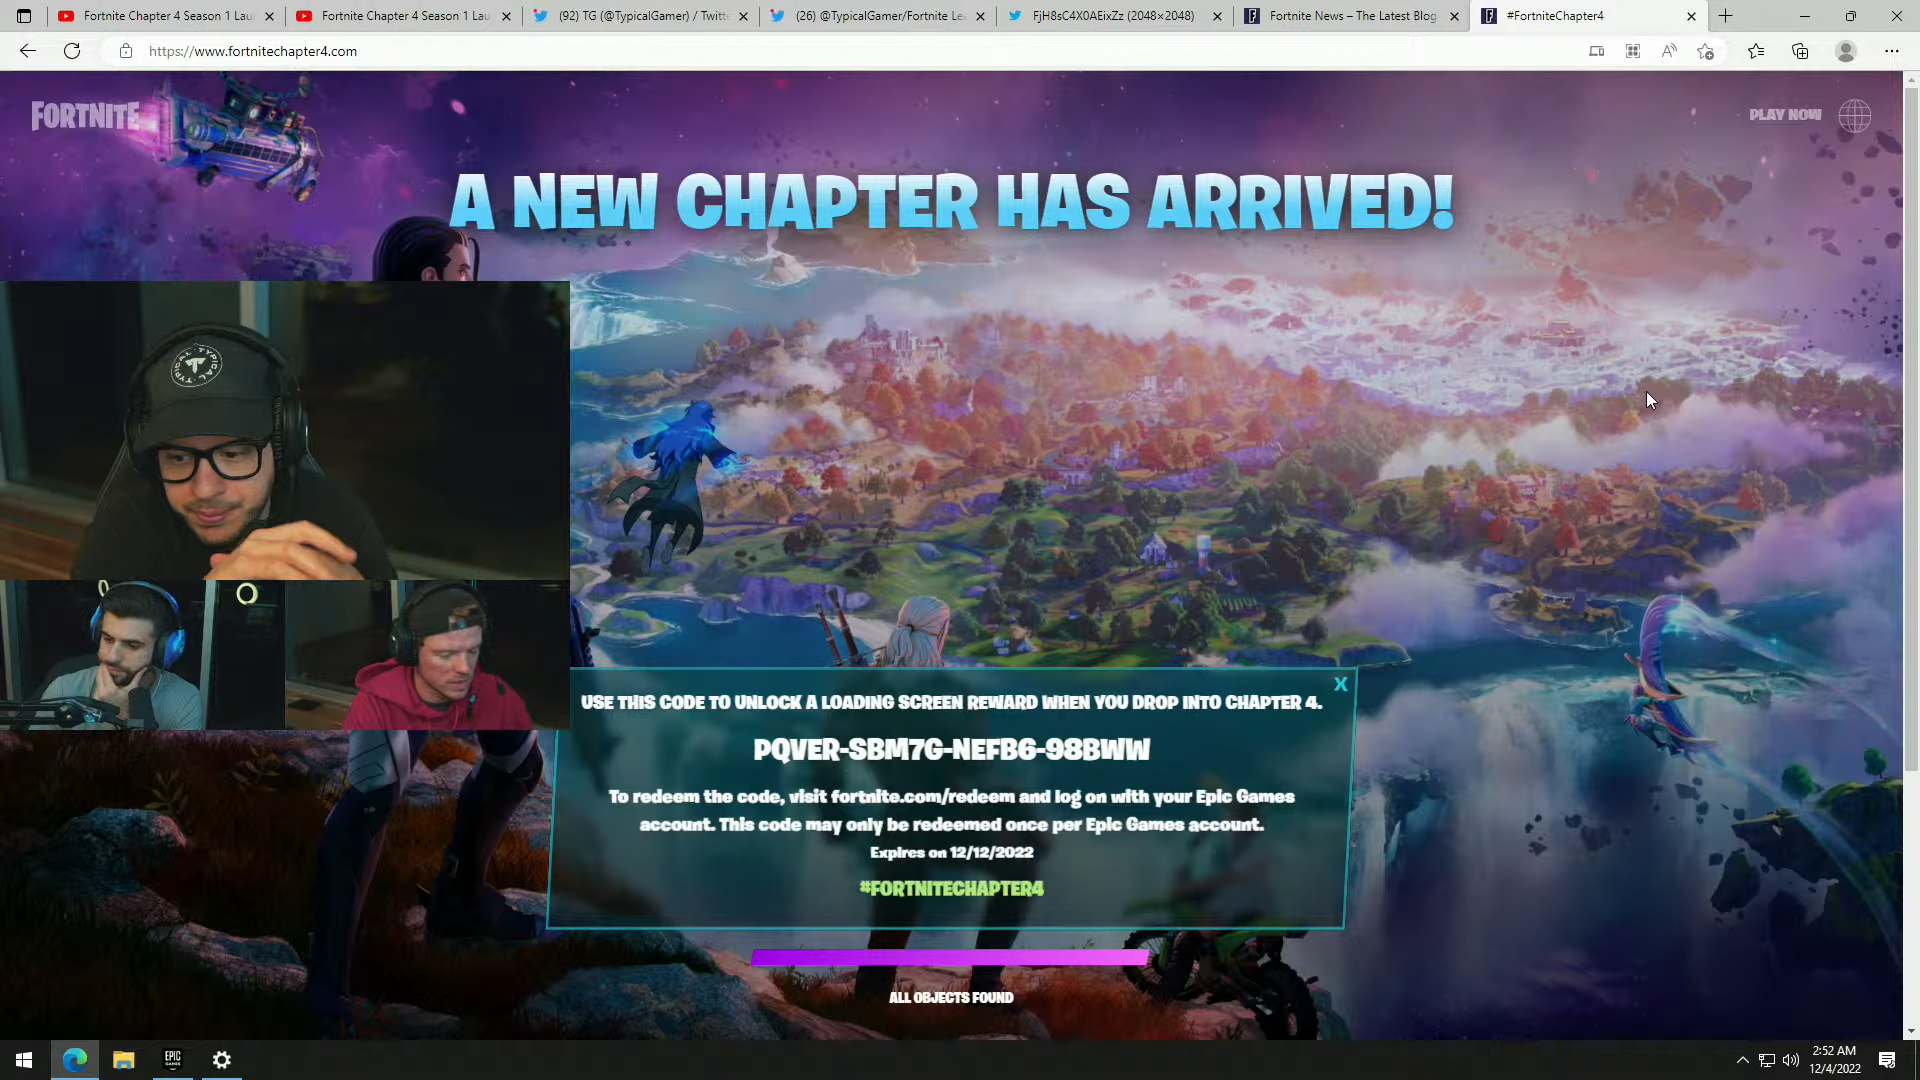 Fortnite Chapter 4 Season 1 Lau
Fortnite Chapter 4 Season 1 Lau
(92) TG (@TypicalGamer) / Twitte
(26) @TypicalGamer/Fortnite Le
FjH8sC4X0AEixZz (2048×2048)
Fortnite News – The Latest Blog
#FortniteChapter4
https://www.fortnitechapter4.com
FORTNITE
PLAY NOW
A NEW CHAPTER HAS ARRIVED!
TYPICAL
T
TYPICAL
X
USE THIS CODE TO UNLOCK A LOADING SCREEN REWARD WHEN YOU DROP INTO CHAPTER 4.
PQVER-SBM7G-NEFB6-98BWW
To redeem the code, visit fortnite.com/redeem and log on with your Epic Games
account. This code may only be redeemed once per Epic Games account.
Expires on 12/12/2022
#FORTNITECHAPTER4
ALL OBJECTS FOUND
EPIC
GAMES
2:52 AM
12/4/2022